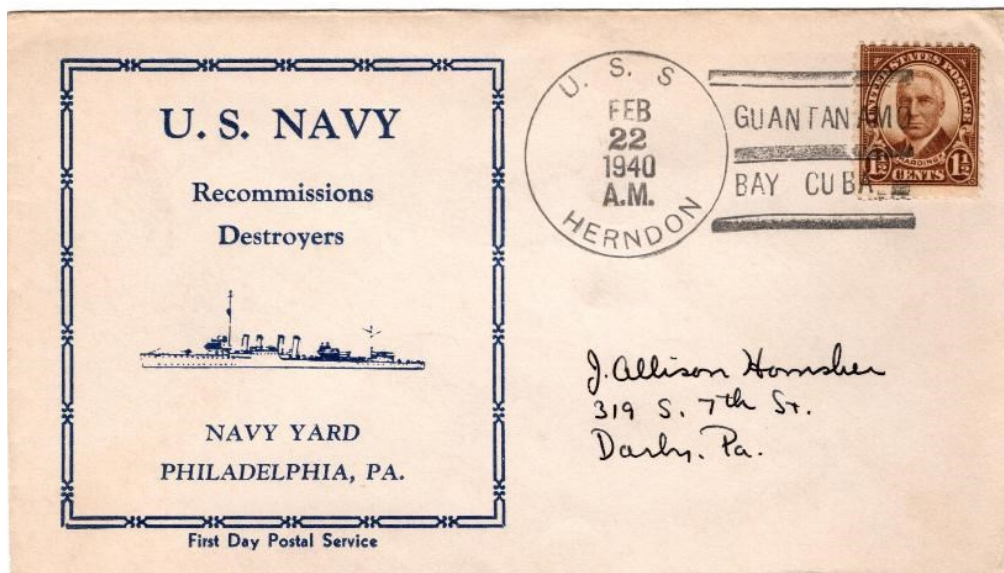 U. S. NAVY
Recommissions
Destroyers
NAVY YARD
PHILADELPHIA, PA.
First Day Postal Service
U. S. S
FEB
22
1940
A.M.
HERNDON
GUANTANAMO
BAY CUBA
UNITED STATES POSTAGE
HARDING
1½ CENTS 1½
J. Allison Homsher
319 S. 7th St.
Darby, Pa.